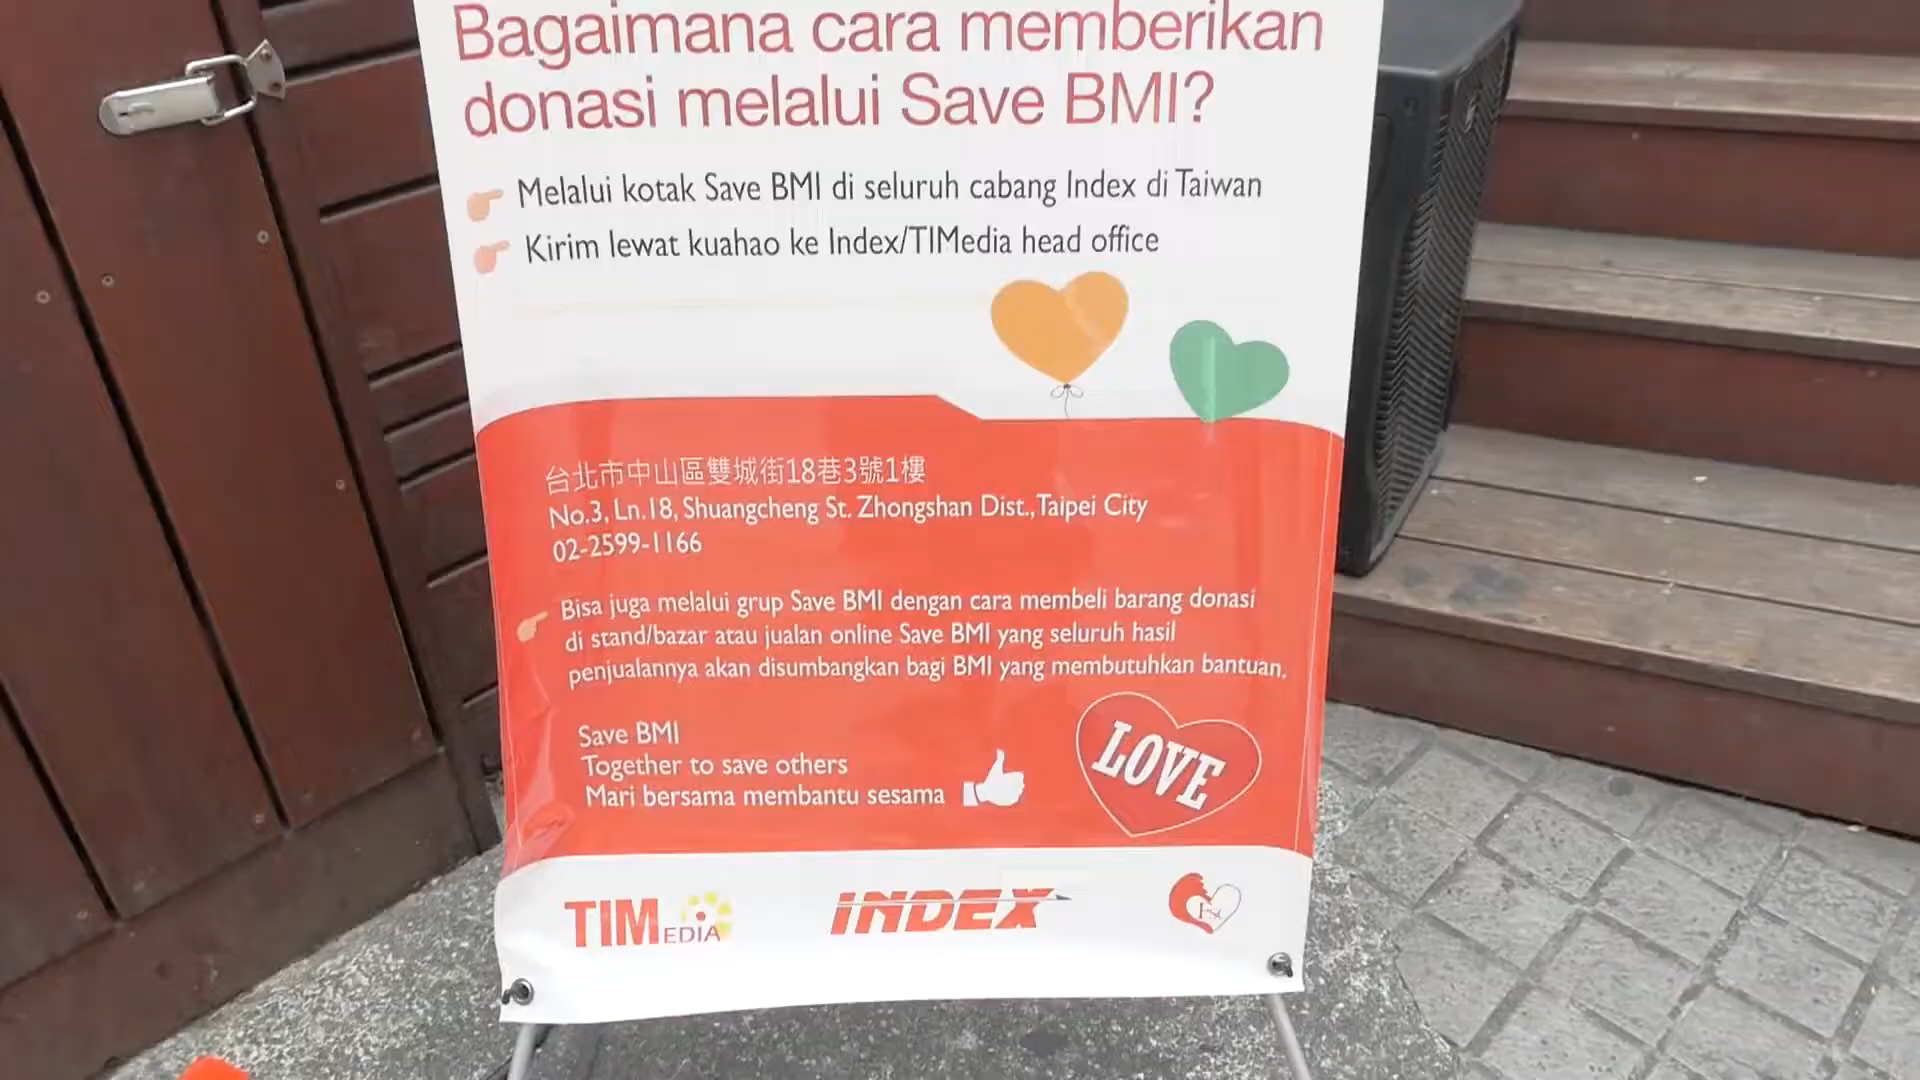 Bagaimana cara memberikan
donasi melalui Save BMI?
Melalui kotak Save BMI di seluruh cabang Index di Taiwan
Kirim lewat kuahao ke Index/TIMedia head office
台北市中山區雙城街18巷3號1樓
No.3, Ln.18, Shuangcheng St. Zhongshan Dist., Taipei City
02-2599-1166
Bisa juga melalui grup Save BMI dengan cara membeli barang donasi
di stand/bazar atau jualan online Save BMI yang seluruh hasil
penjualannya akan disumbangkan bagi BMI yang membutuhkan bantuan.
Save BMI
Together to save others
Mari bersama membantu sesama
LOVE
TIMEDIA
INDEX